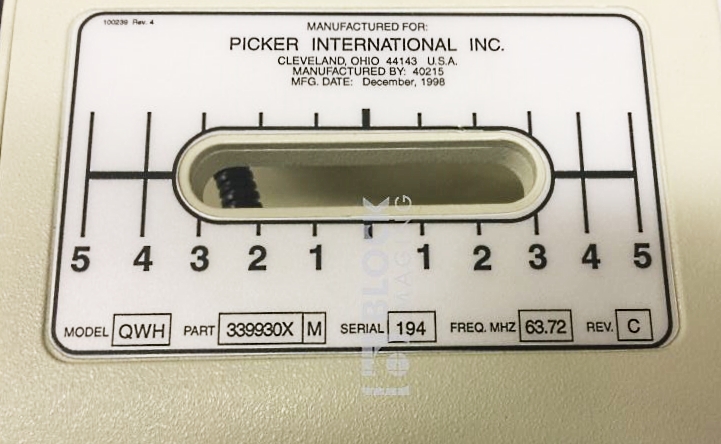 100239 Rev. 4
MANUFACTURED FOR:
PICKER INTERNATIONAL INC.
CLEVELAND, OHIO 44143 U.S.A.
MANUFACTURED BY: 40215
MFG. DATE: December, 1998
5 4 3 2 1 1 2 3 4 5
MODEL QWH PART 339930X M SERIAL 194 FREQ. MHZ 63.72 REV. C
BLOCK
IMAGING